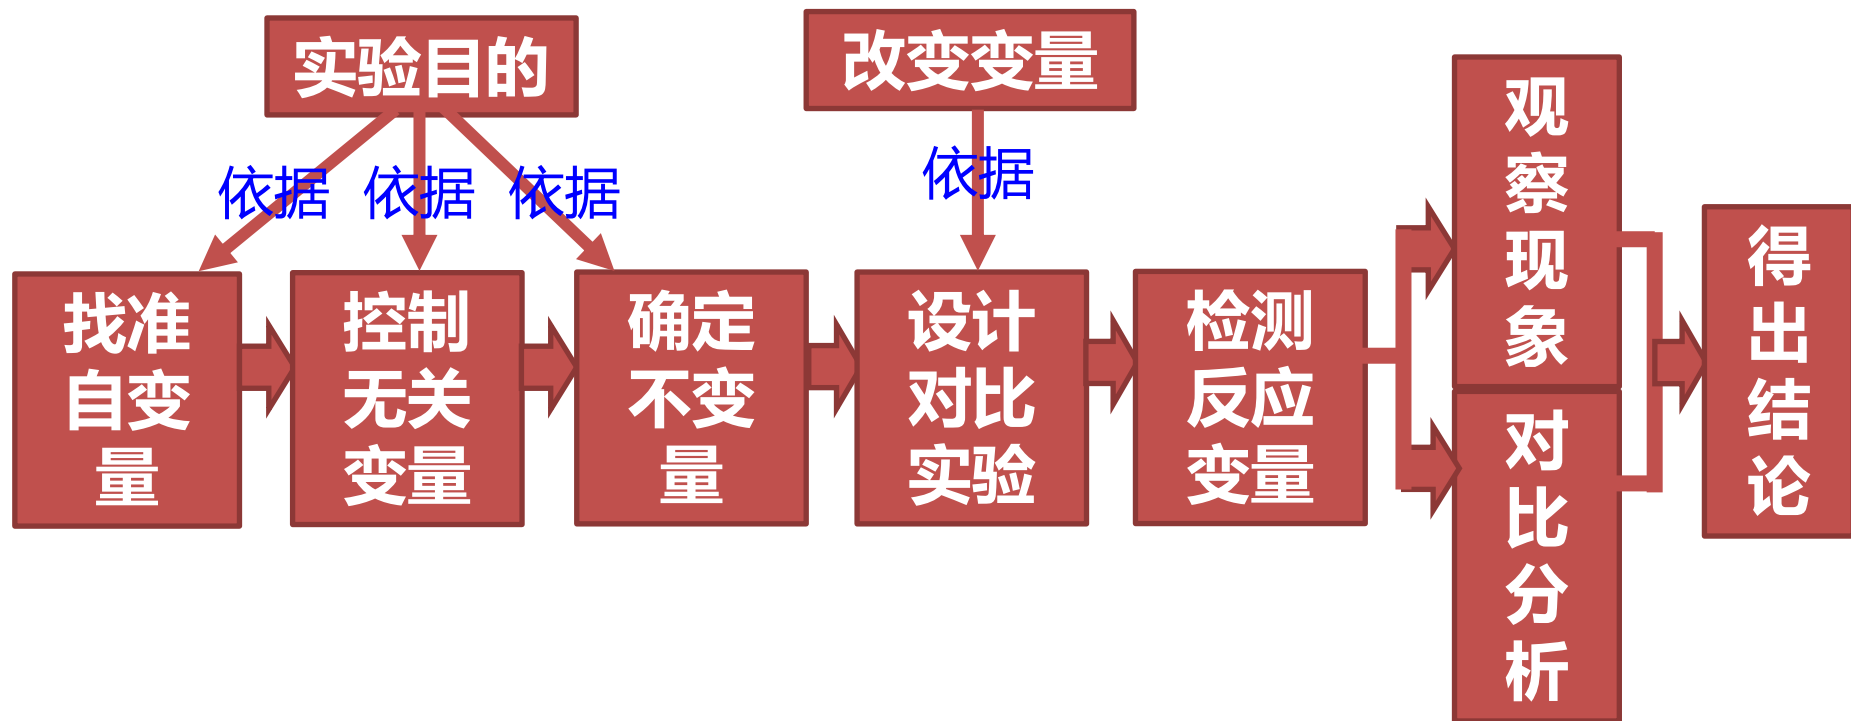 实验目的
改变变量
依据
依据
依据
依据
找准
自变
量
控制
无关
变量
确定
不变
量
设计
对比
实验
检测
反应
变量
观
察
现
象
对
比
分
析
得
出
结
论